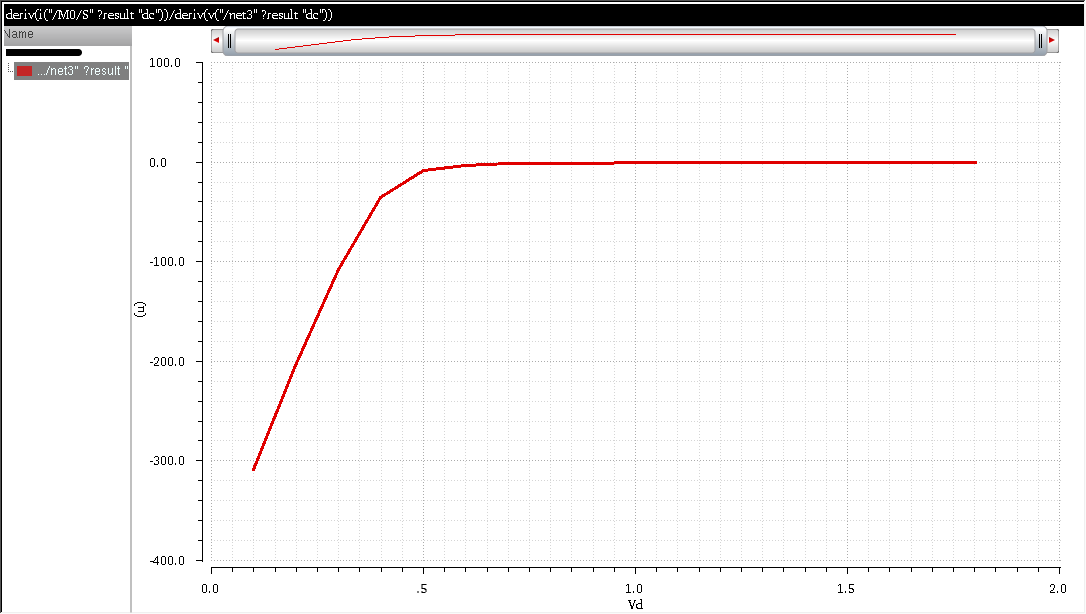 deriv(i("/M0/S" ?result "dc"))/deriv(v("/net3" ?result "dc"))
Name
.../net3" ?result "
100.0
0.0
-100.0
-200.0
-300.0
-400.0
(u)
0.0 .5 1.0 1.5 2.0
Vd